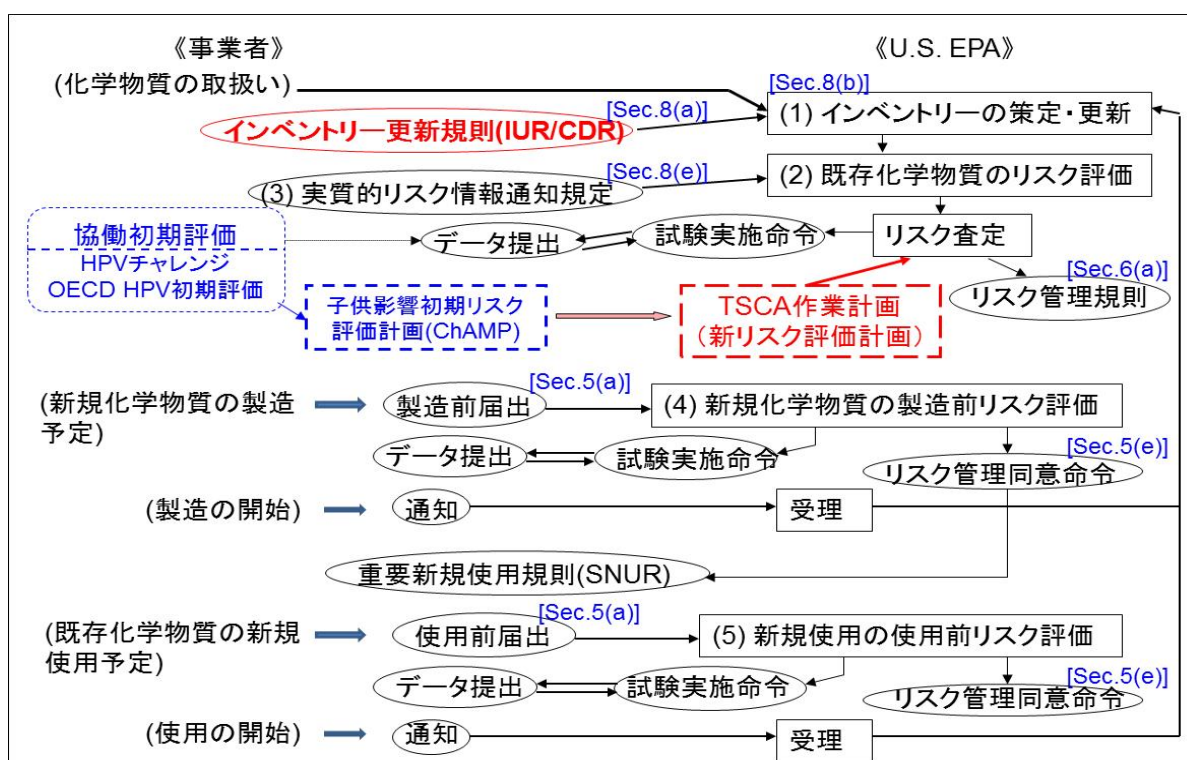 《事業者》
《U.S. EPA》
(化学物質の取扱い)
[Sec.8(b)]
(1) インベントリーの策定・更新
[Sec.8(a)]
インベントリー更新規則(IUR/CDR)
[Sec.8(e)]
(2) 既存化学物質のリスク評価
(3) 実質的リスク情報通知規定
協働初期評価
HPVチャレンジ
OECD HPV初期評価
データ提出
試験実施命令
リスク査定
[Sec.6(a)]
リスク管理規則
子供影響初期リスク
評価計画(ChAMP)
TSCA作業計画
(新リスク評価計画)
(新規化学物質の製造
予定)
[Sec.5(a)]
製造前届出
(4) 新規化学物質の製造前リスク評価
データ提出
試験実施命令
[Sec.5(e)]
リスク管理同意命令
(製造の開始)
通知
受理
重要新規使用規則(SNUR)
(既存化学物質の新規
使用予定)
[Sec.5(a)]
使用前届出
(5) 新規使用の使用前リスク評価
データ提出
試験実施命令
[Sec.5(e)]
リスク管理同意命令
(使用の開始)
通知
受理